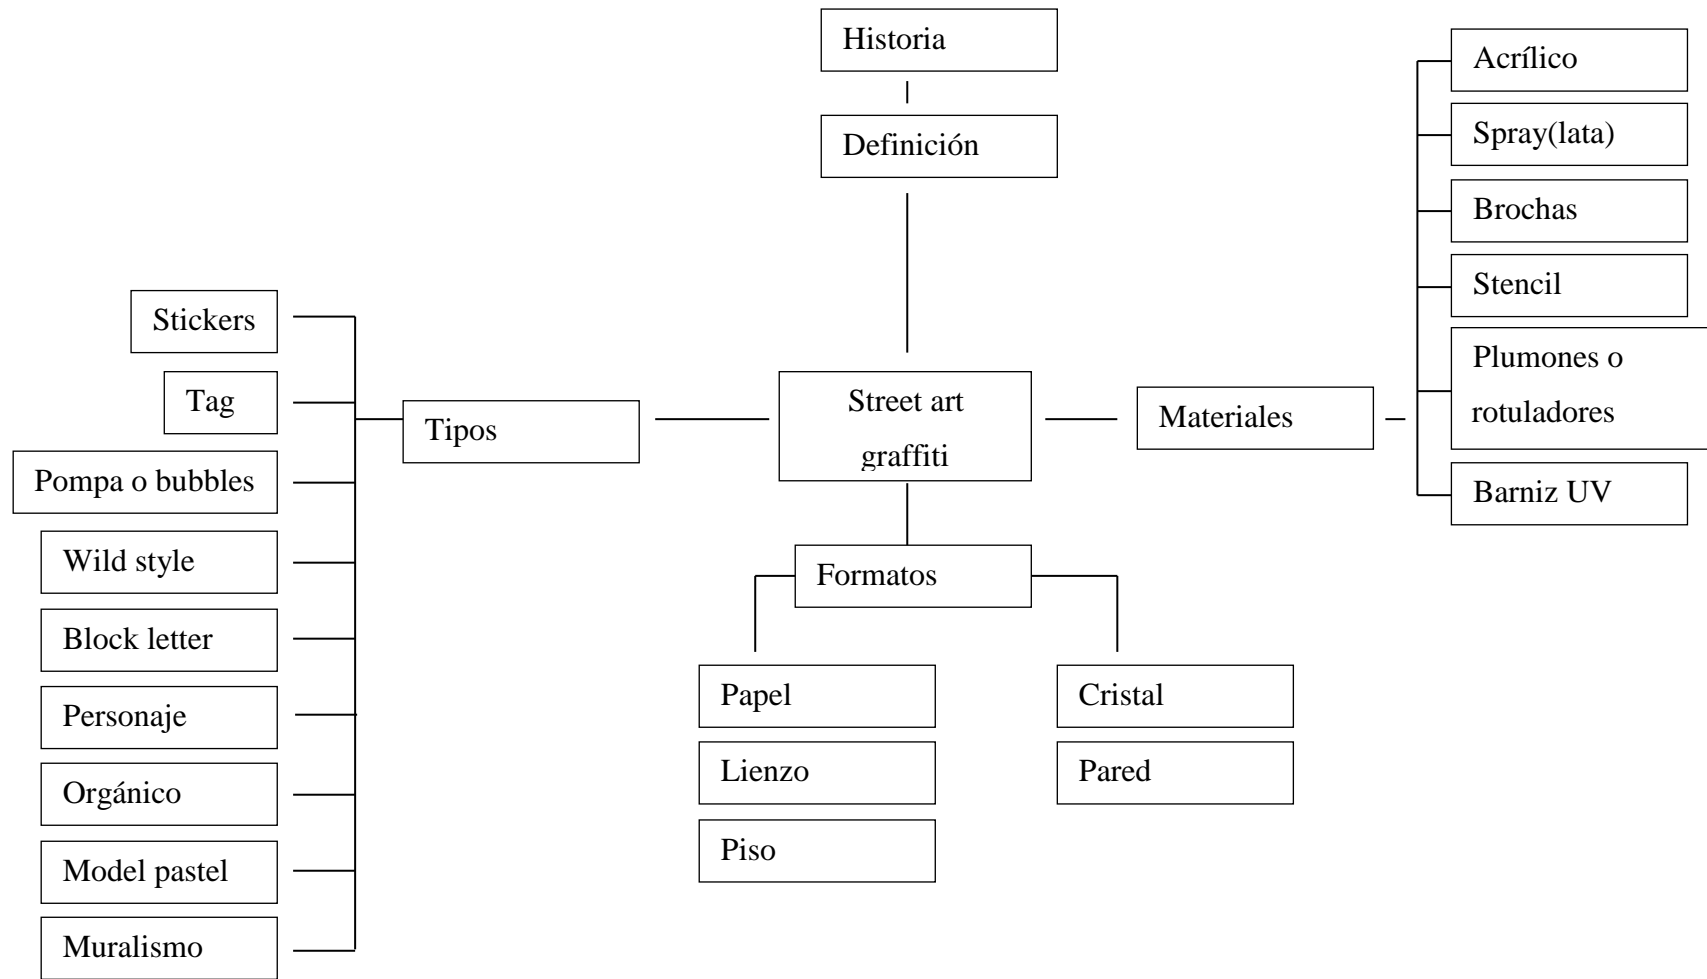 Historia
Definición
Acrílico
Spray(lata)
Brochas
Stencil
Plumones o
rotuladores
Barniz UV
Materiales
Street art
graffiti
Tipos
Stickers
Tag
Pompa o bubbles
Wild style
Block letter
Personaje
Orgánico
Model pastel
Muralismo
Formatos
Papel
Lienzo
Piso
Cristal
Pared